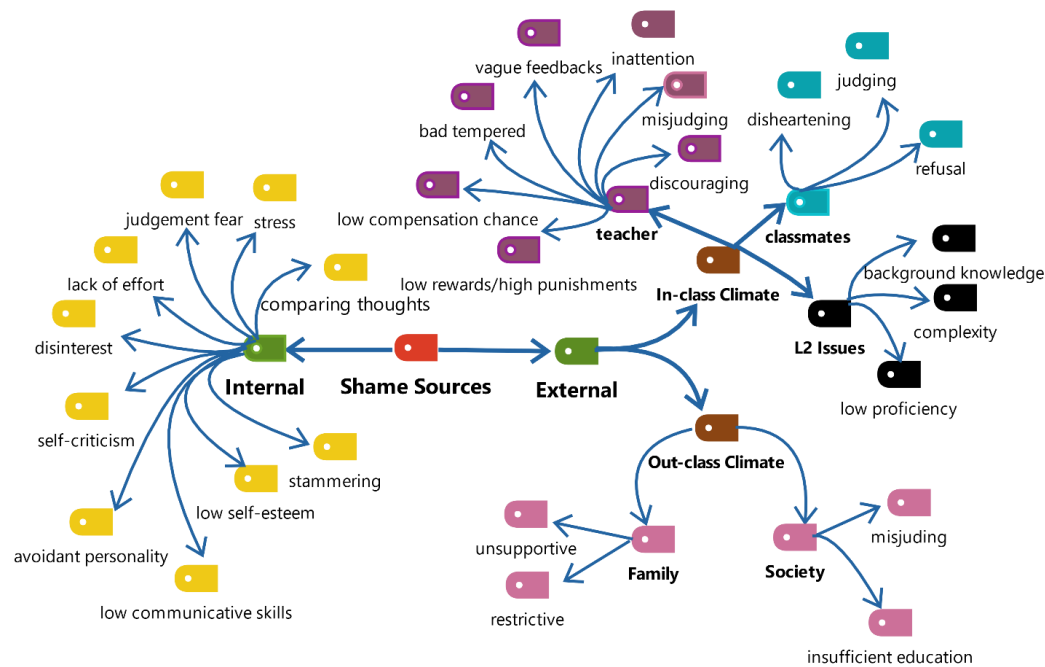 inattention
vague feedbacks
judging
misjudging
disheartening
bad tempered
refusal
discouraging
judgement fear
stress
low compensation chance
teacher
classmates
background knowledge
lack of effort
low rewards/high punishments
In-class Climate
comparing thoughts
complexity
disinterest
L2 Issues
Internal
Shame Sources
External
low proficiency
self-criticism
Out-class Climate
stammering
low self-esteem
misjuding
unsupportive
avoidant personality
Family
Society
low communicative skills
restrictive
insufficient education